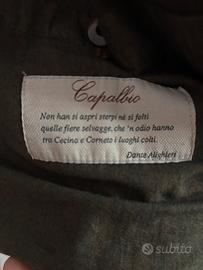 Capalbio
Non han sì aspri sterpi nè sì folti
quelle fiere selvagge, che 'n odio hanno
tra Cecina e Corneto i luoghi colti.
Dante Alighieri
subito